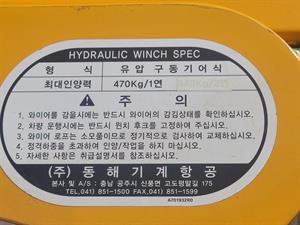 HYDRAULIC WINCH SPEC
형 식 유압 구동기어식
최대인양력 470Kg/1연
⚠ 주 의
1. 와이어를 감을시에는 반드시 와이어의 감김상태를 확인하십시오.
2. 차량 운행시에는 반드시 윈치 후크를 고정하여 주십시오.
3. 와이어 로프는 소모품이므로 정기적으로 검사하여 교체하십시오.
4. 정격하중을 초과하여 인양/작업을 하지 마십시오.
5. 자세한 사항은 취급설명서를 참조하십시오.
(주) 동해기계항공
본사 및 A/S : 충남 공주시 신풍면 고도평말길 175
TEL.041) 851-1500 FAX.041) 851-1599
A701932R0